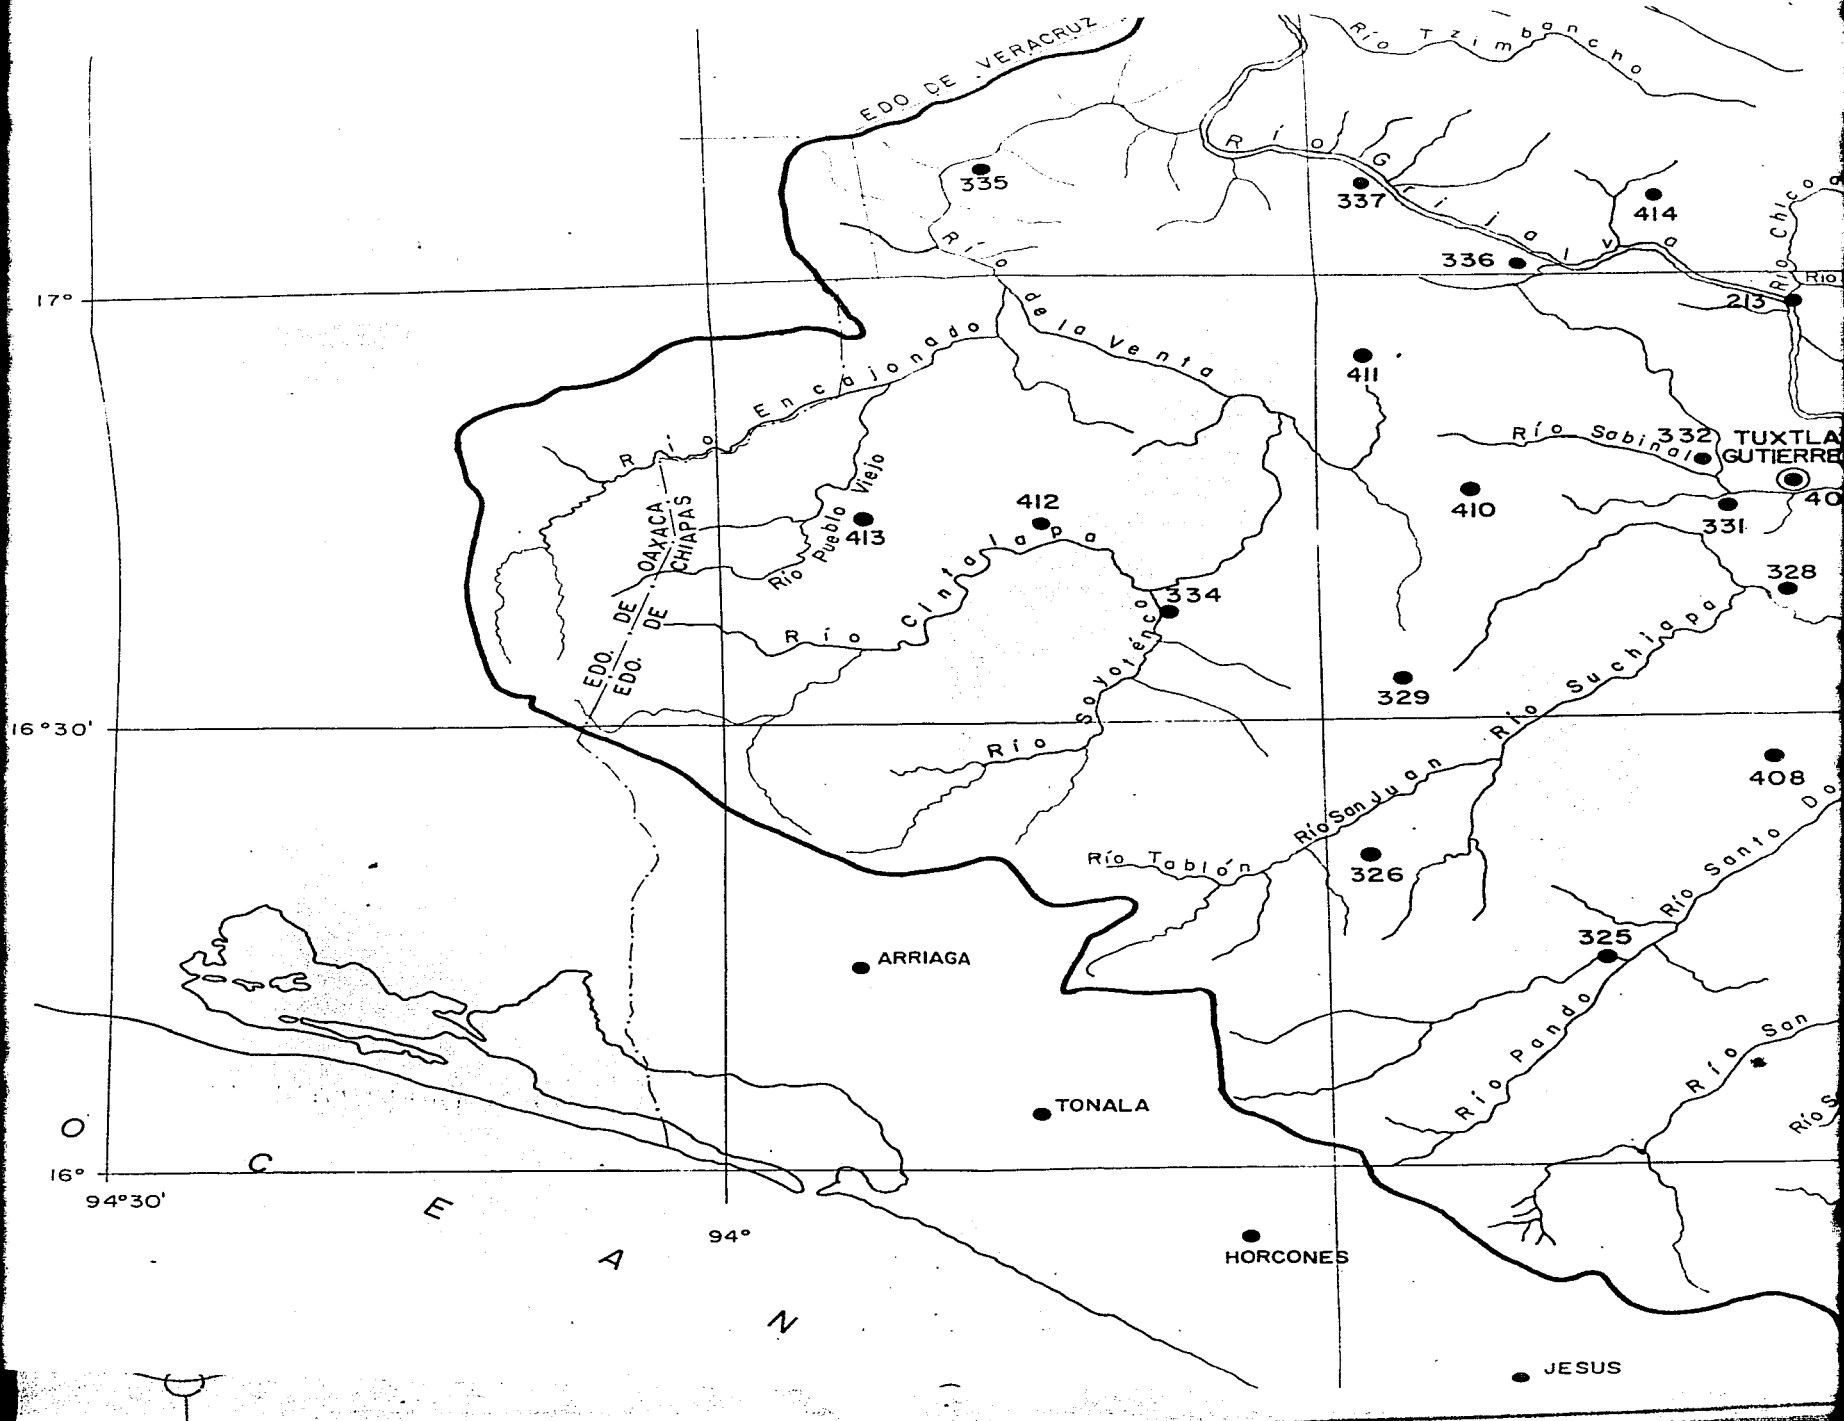 EDO DE VERACRUZ
Río Tzimbancho
Río Grijalva
335
337
414
Río Chico
336
Río
213
17°
Río de la Venta
Río Encajonado
411
Río Sabinal
332
TUXTLA
GUTIERRE
40
331
410
412
413
Río Pueblo Viejo
EDO. DE OAXACA
EDO. DE CHIAPAS
Río Cintalapa
334
328
Río Soyoténco
Río Suchiapa
329
16°30'
408
Río San Juan
Río Tablón
326
Río Santo Do
325
ARRIAGA
Río Pando
Río San
Río S
TONALA
16°
94°30'
94°
OCEAN
HORCONES
JESUS